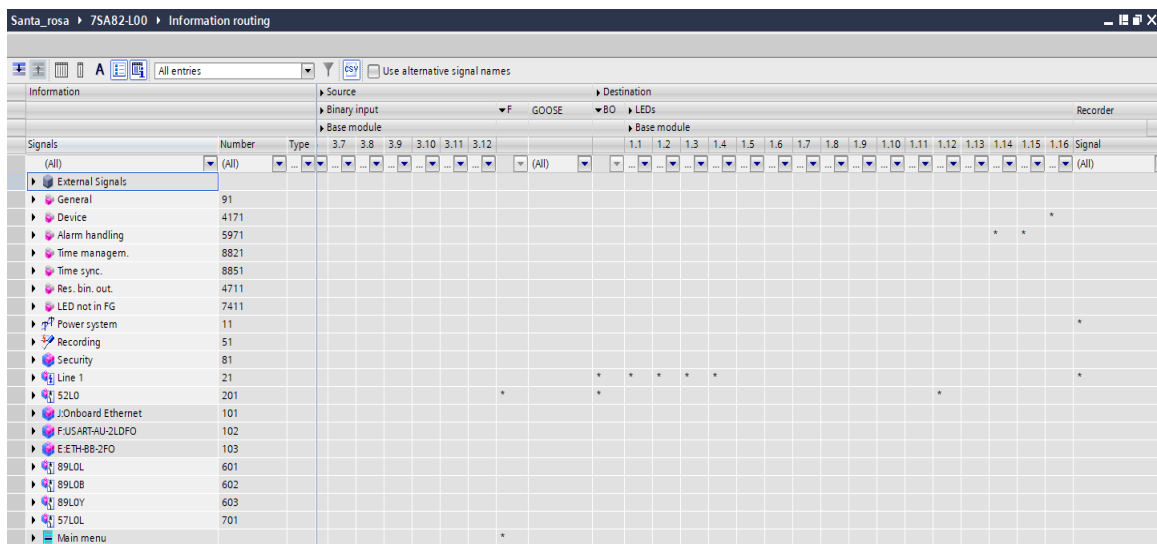 Santa_rosa ▸ 7SA82-L00 ▸ Information routing
A All entries CSV Use alternative signal names
Information Source Destination
Binary input F GOOSE BO LEDs Recorder
Base module Base module
Signals Number Type 3.7 3.8 3.9 3.10 3.11 3.12 1.1 1.2 1.3 1.4 1.5 1.6 1.7 1.8 1.9 1.10 1.11 1.12 1.13 1.14 1.15 1.16 Signal
(All) (All) ... ... ... ... ... ... ... (All) ... ... ... ... ... ... ... ... ... ... ... ... ... ... ... ... (All)
External Signals
General 91
Device 4171 *
Alarm handling 5971 * *
Time managem. 8821
Time sync. 8851
Res. bin. out. 4711
LED not in FG 7411
Power system 11 *
Recording 51
Security 81
Line 1 21 * * * * * *
52L0 201 * * *
J:Onboard Ethernet 101
F:USART-AU-2LDFO 102
E:ETH-BB-2FO 103
89L0L 601
89L0B 602
89L0Y 603
57L0L 701
Main menu *